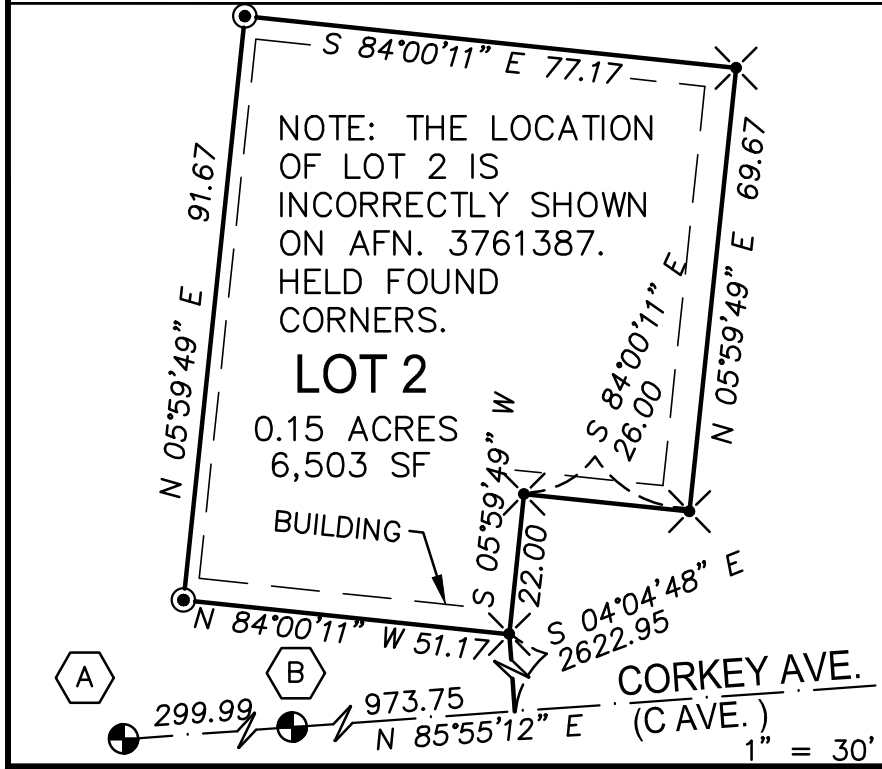 S 84°00'11" E 77.17
91.67
N 05°59'49" E
69.67
N 05°59'49" E
NOTE: THE LOCATION
OF LOT 2 IS
INCORRECTLY SHOWN
ON AFN. 3761387.
HELD FOUND
CORNERS.
LOT 2
0.15 ACRES
6,503 SF
S 84°00'11" E
26.00
S 05°59'49" W
22.00
BUILDING
N 84°00'11" W 51.17
S 04°04'48" E
2622.95
A
B
299.99
973.75
N 85°55'12" E
CORKEY AVE.
(C AVE. )
1" = 30'